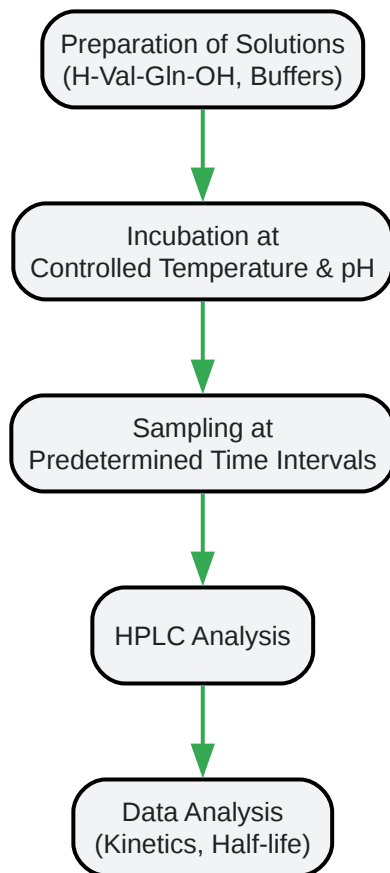 Preparation of Solutions
(H-Val-Gln-OH, Buffers)
Incubation at
Controlled Temperature & pH
Sampling at
Predetermined Time Intervals
HPLC Analysis
Data Analysis
(Kinetics, Half-life)